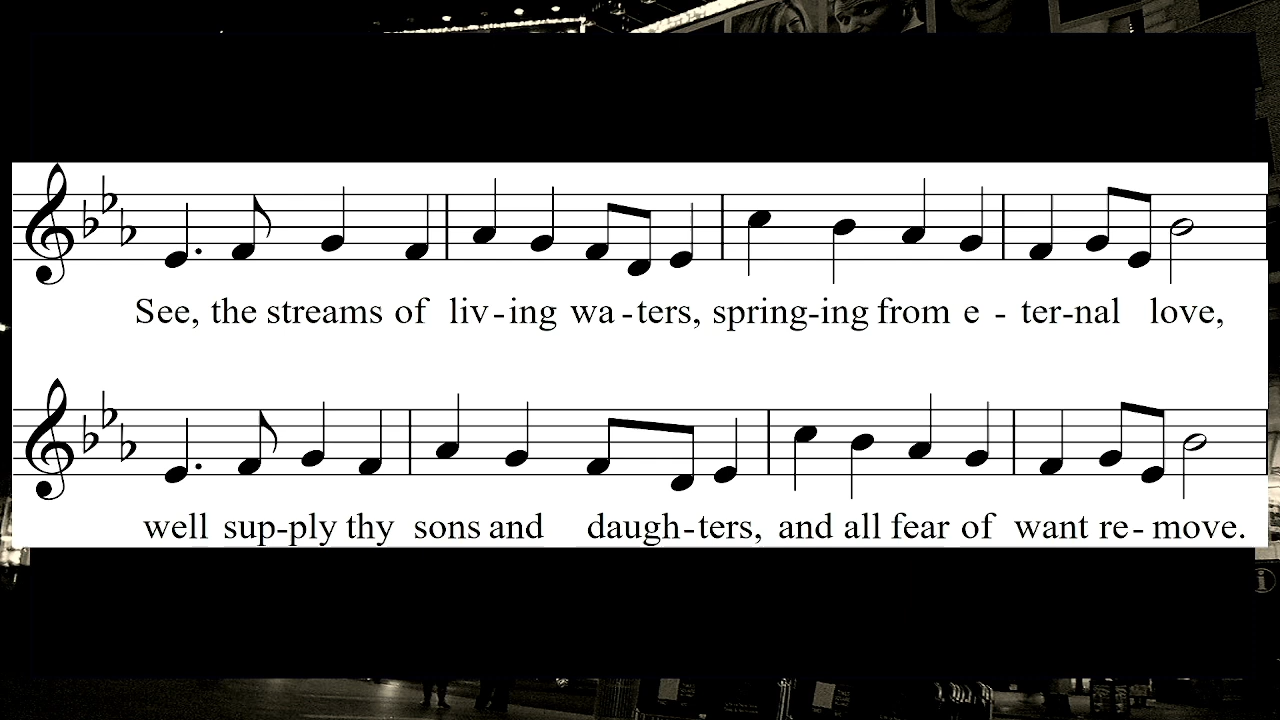 See, the streams of liv-ing wa-ters, spring-ing from e - ter-nal love,
well sup-ply thy sons and daugh-ters, and all fear of want re-move.